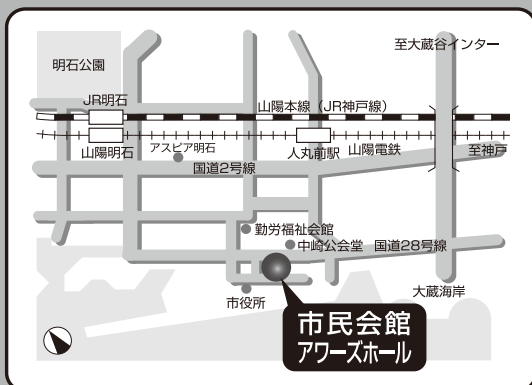 至大蔵谷インター
明石公園
JR明石
山陽本線（JR神戸線）
山陽明石
アスピア明石
人丸前駅
山陽電鉄
至神戸
国道2号線
勤労福祉会館
中崎公会堂
国道28号線
市役所
大蔵海岸
市民会館
アワーズホール